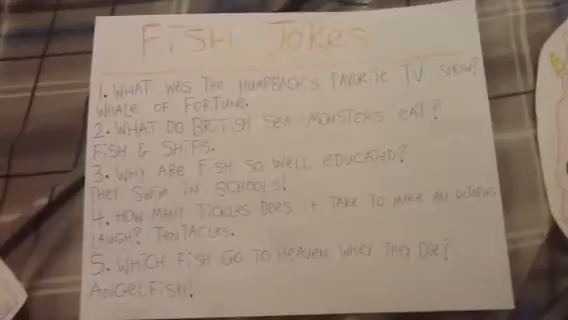 FiSH JokES
1. WHAT WAS THE HUMPBACK'S FAVORiTE TV SHOW?
WHALE OF FORTUNE.
2. WHAT DO BRiTiSH SEA MONSTERS EAT?
FiSH & SHiPS.
3. WHY ARE FiSH SO WELL EDUCATED?
THEY SWiM iN SCHOOLS!
4. HOW MANY TiCKLES DOES iT TAKE TO MAKE AN OCTOPUS
LAUGH? TENTACLES.
5. WHiCH FiSH GO TO HEAVEN WHEN THEY DiE?
ANGELFiSH!